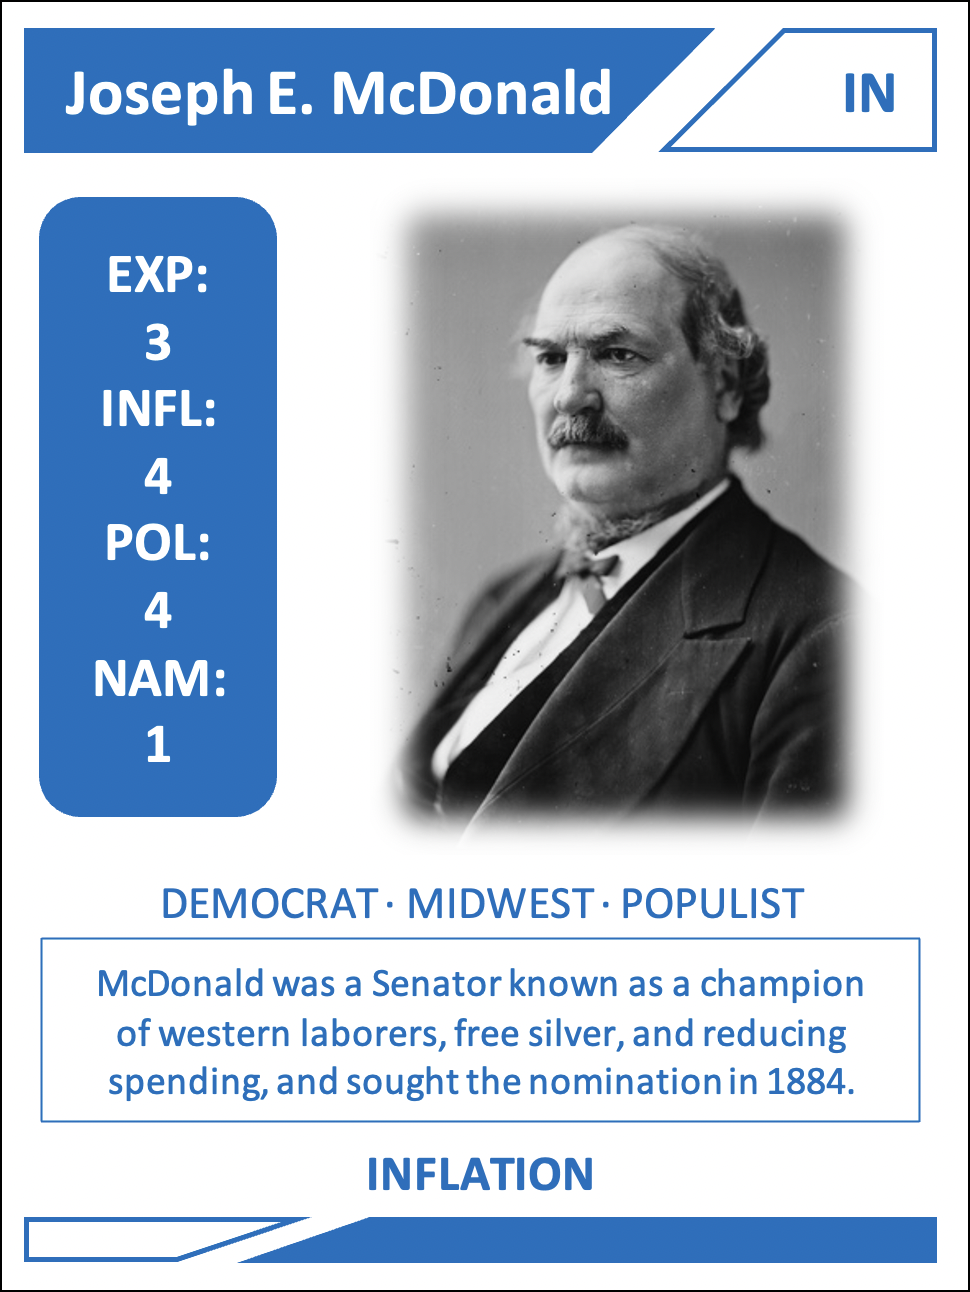 Joseph E. McDonald
IN
EXP:
3
INFL:
4
POL:
4
NAM:
1
DEMOCRAT · MIDWEST · POPULIST
McDonald was a Senator known as a champion
of western laborers, free silver, and reducing
spending, and sought the nomination in 1884.
INFLATION